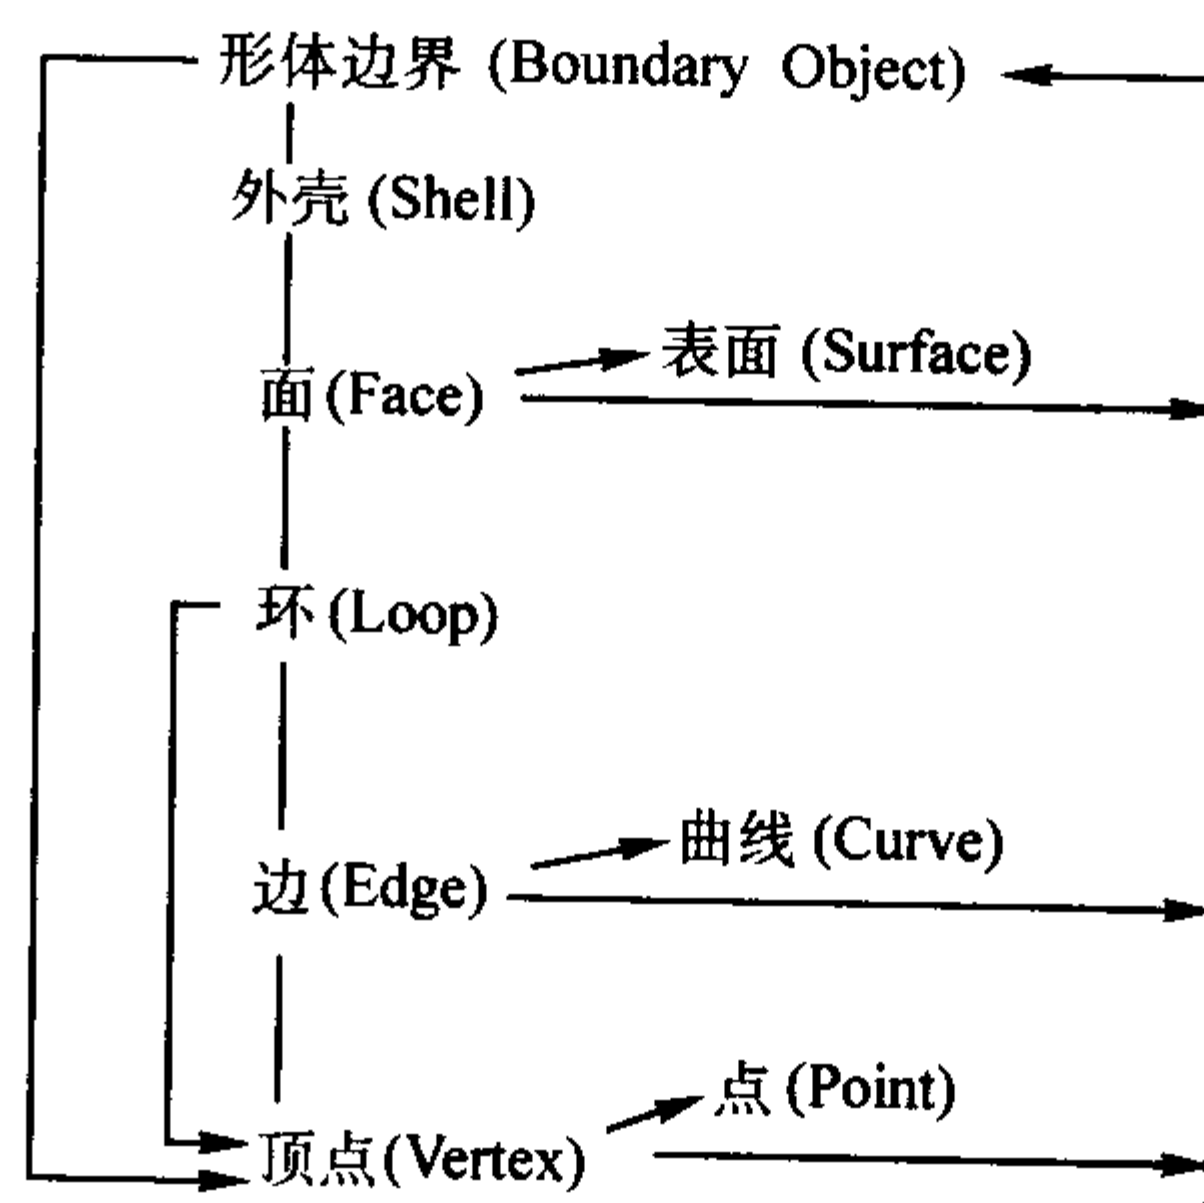 形体边界 (Boundary Object)
外壳 (Shell)
表面 (Surface)
面 (Face)
环 (Loop)
曲线 (Curve)
边 (Edge)
点 (Point)
顶点 (Vertex)